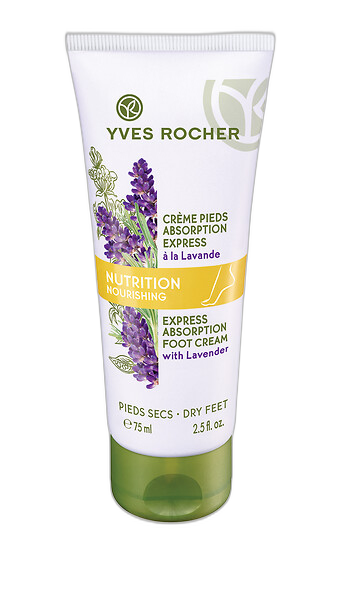 YVES ROCHER
CRÈME PIEDS
ABSORPTION
EXPRESS
à la Lavande
NUTRITION
NOURISHING
EXPRESS
ABSORPTION
FOOT CREAM
with Lavender
PIEDS SECS • DRY FEET
℮ 75 ml 2.5 fl. oz.